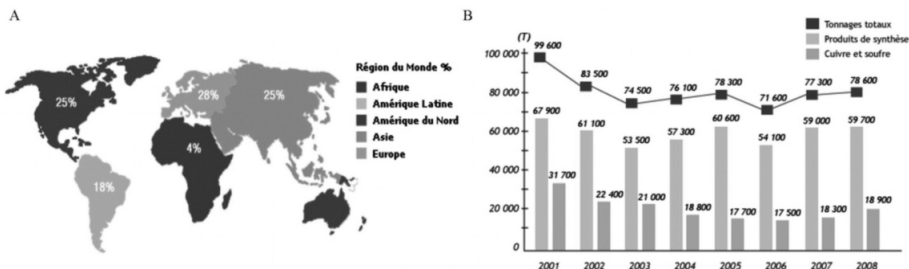 A
25%
28%
25%
4%
18%
Région du Monde %
Afrique
Amérique Latine
Amérique du Nord
Asie
Europe
B
(T)
Tonnages totaux
Produits de synthèse
Cuivre et soufre
100 000
80 000
60 000
40 000
20 000
0
99 600
83 500
74 500
76 100
78 300
71 600
77 300
78 600
67 900
61 100
53 500
57 300
60 600
54 100
59 000
59 700
31 700
22 400
21 000
18 800
17 700
17 500
18 300
18 900
2001 2002 2003 2004 2005 2006 2007 2008